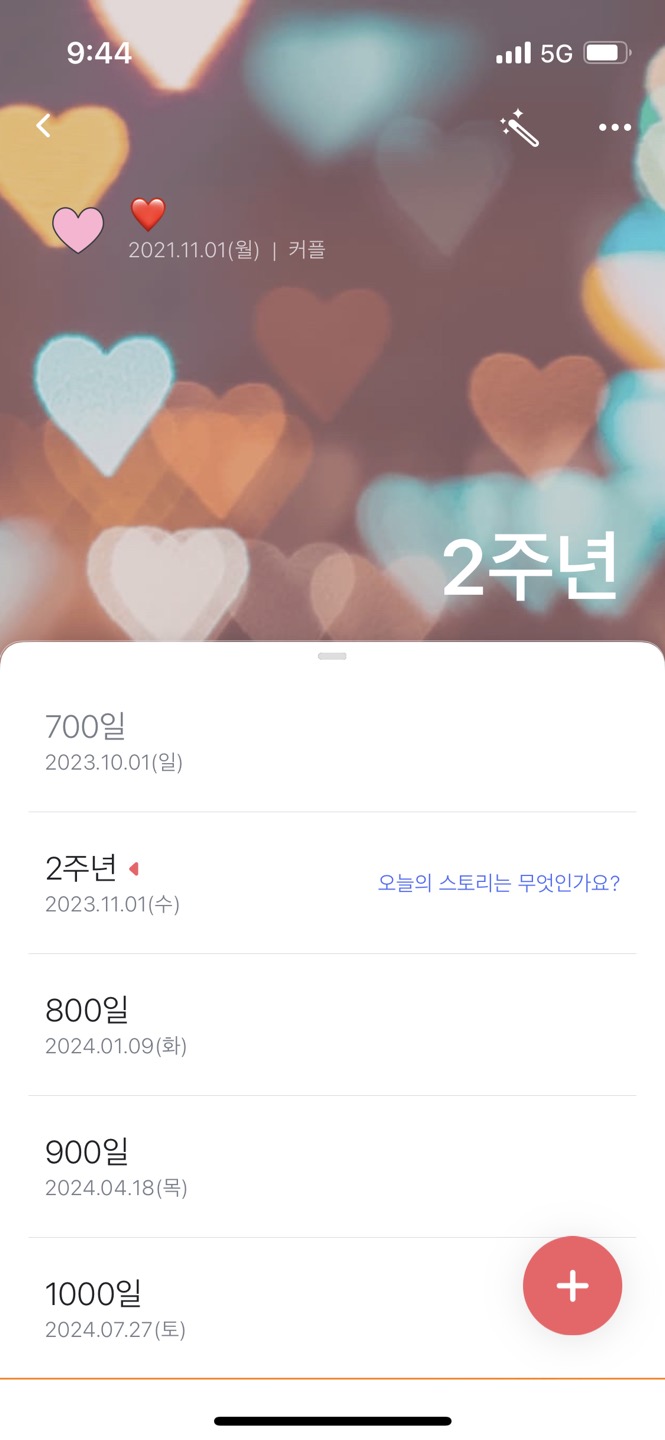 9:44 5G
2021.11.01(월) | 커플
2주년
700일
2023.10.01(일)
2주년
2023.11.01(수)
오늘의 스토리는 무엇인가요?
800일
2024.01.09(화)
900일
2024.04.18(목)
1000일
2024.07.27(토)